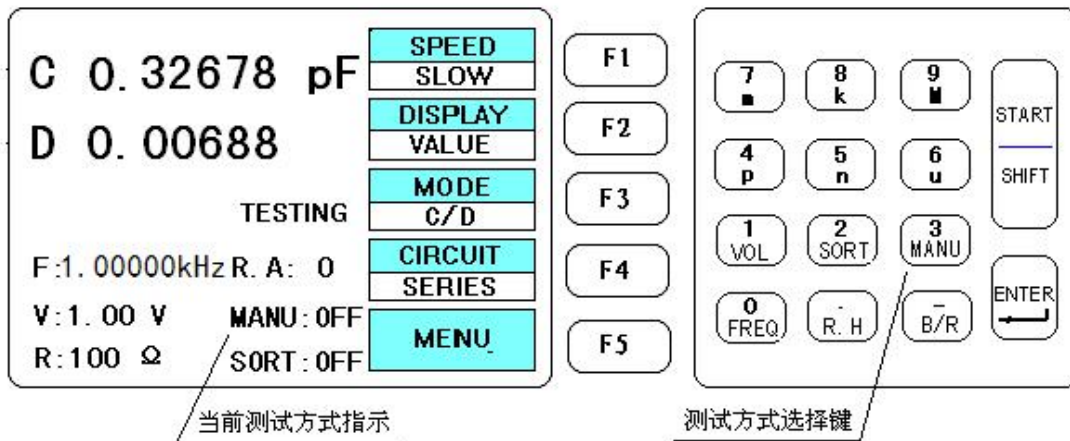 C 0.32678 pF
D 0.00688
TESTING
F:1.00000kHz R.A: 0
V:1.00 V MANU:OFF
R:100 Ω SORT:OFF
SPEED
SLOW
DISPLAY
VALUE
MODE
C/D
CIRCUIT
SERIES
MENU
F1
F2
F3
F4
F5
7 8 9
m k M
4 5 6
p n u
1 2 3
VOL SORT MANU
0 . -
FREQ R.H B/R
START
SHIFT
ENTER
当前测试方式指示
测试方式选择键